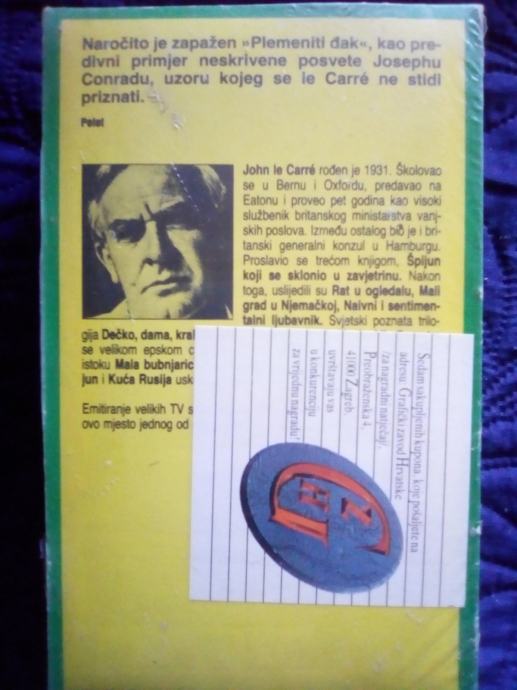 Naročito je zapažen »Plemeniti đak«, kao pre-
divni primjer neskrivene posvete Josephu
Conradu, uzoru kojeg se le Carré ne stidi
priznati.
Polet
John le Carré rođen je 1931. Školovao
se u Bernu i Oxfordu, predavao na
Eatonu i proveo pet godina kao visoki
službenik britanskog ministarstva vanj-
skih poslova. Između ostalog bio je i bri-
tanski generalni konzul u Hamburgu.
Proslavio se trećom knjigom, Špijun
koji se sklonio u zavjetrinu. Nakon
toga, uslijedili su Rat u ogledalu, Mali
grad u Njemačkoj, Naivni i sentimen-
talni ljubavnik. Svjetski poznata trilo-
gija Dečko, dama, kral
se velikom epskom
istoku Mala bubnjaric
jun i Kuća Rusija usk
Emitiranje velikih TV s
ovo mjesto jednog od
Sedam sakupljenih kupona koje pošaljete na
adresu: Grafički zavod Hrvatske
/za nagradni natječaj/,
Preobraženska 4,
41000 Zagreb
uvrštavaju vas
u konkurenciju
za vrijednu nagradu!